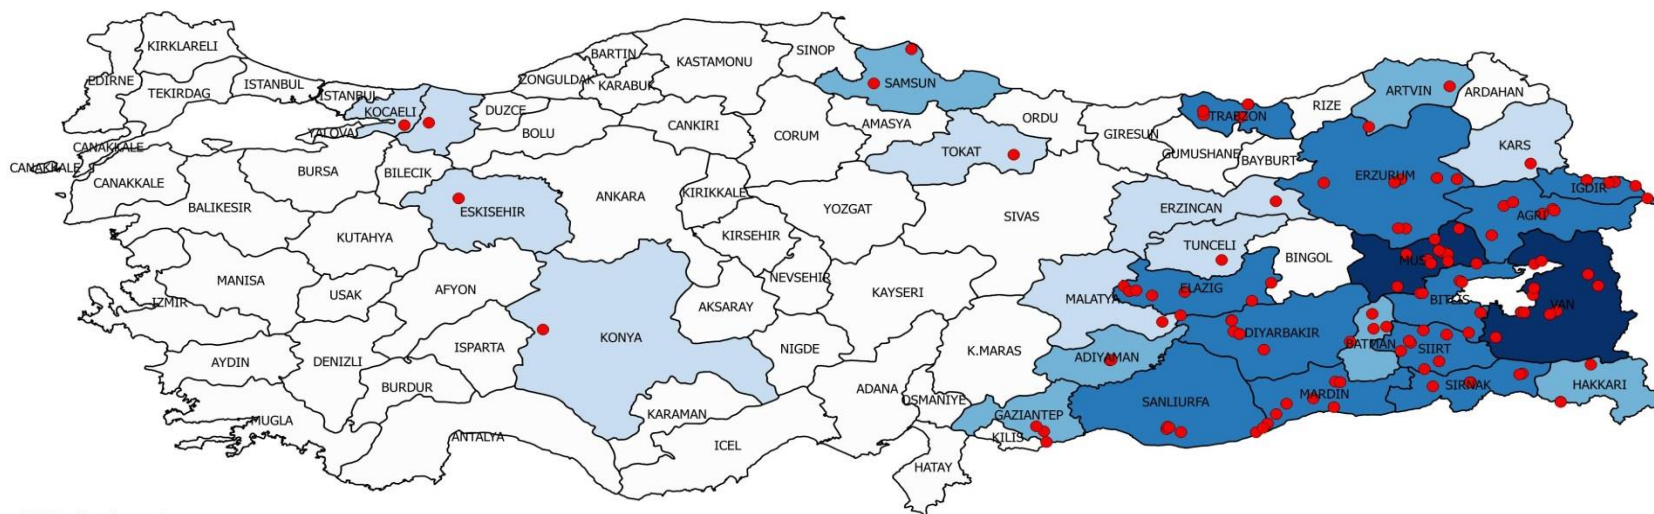 KIRKLARELI
EDIRNE
TEKIRDAG
ISTANBUL
ISTANBUL
KOCAELI
YALOVA
CANAKKALE
CANAKKALE
CANAKKALE
BALIKESIR
BURSA
BILECIK
DUZCE
BOLU
ZONGULDAK
BARTIN
KARABUK
KASTAMONU
SINOP
SAMSUN
CANKIRI
CORUM
AMASYA
TOKAT
ORDU
GIRESUN
TRABZON
GUMUSHANE
BAYBURT
RIZE
ARTVIN
ARDAHAN
KARS
IGDIR
AGRI
ERZURUM
ERZINCAN
TUNCELI
BINGOL
MUS
BITLIS
VAN
HAKKARI
SIRNAK
SIIRT
BATMAN
MARDIN
DIYARBAKIR
ELAZIG
MALATYA
ADIYAMAN
SANLIURFA
GAZIANTEP
KILIS
HATAY
OSMANIYE
K.MARAS
ADANA
KAYSERI
SIVAS
YOZGAT
KIRIKKALE
KIRSEHIR
NEVSEHIR
AKSARAY
NIGDE
ICEL
KARAMAN
KONYA
ANKARA
ESKISEHIR
KUTAHYA
AFYON
USAK
MANISA
IZMIR
AYDIN
DENIZLI
ISPARTA
BURDUR
MUGLA
ANTALYA